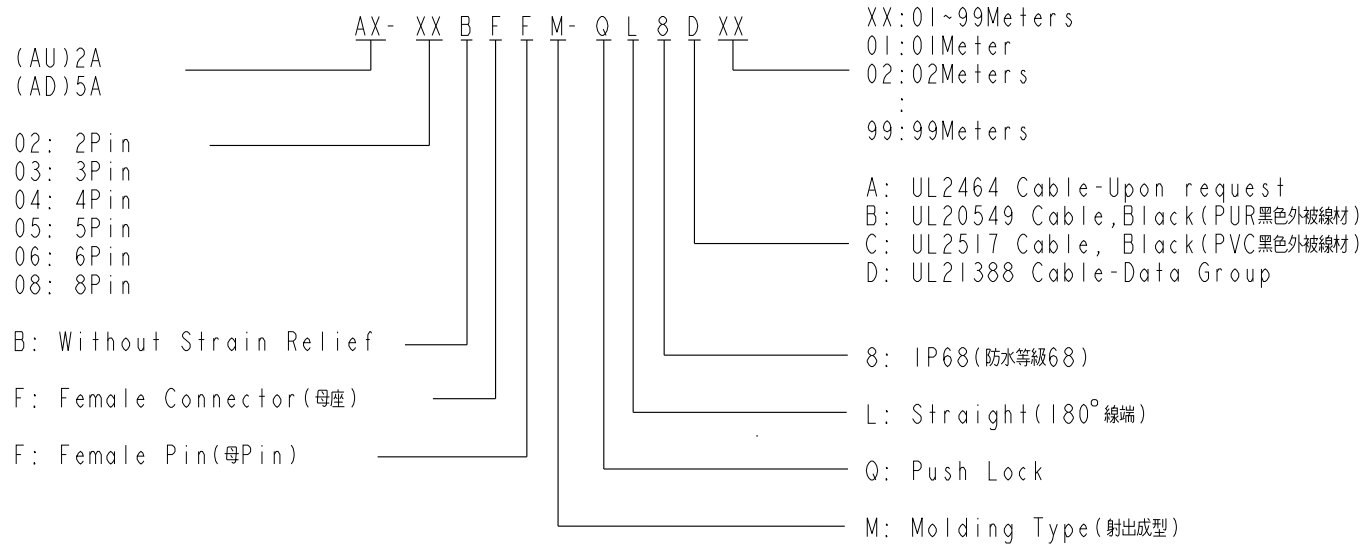 AX- XX B F F M- Q L 8 D XX
(AU)2A
(AD)5A
02: 2Pin
03: 3Pin
04: 4Pin
05: 5Pin
06: 6Pin
08: 8Pin
B: Without Strain Relief
F: Female Connector(母座)
F: Female Pin(母Pin)
XX:01~99Meters
01:01Meter
02:02Meters
:
99:99Meters
A: UL2464 Cable-Upon request
B: UL20549 Cable,Black(PUR黑色外被線材)
C: UL2517 Cable, Black(PVC黑色外被線材)
D: UL21388 Cable-Data Group
8: IP68(防水等級68)
L: Straight(180°線端)
Q: Push Lock
M: Molding Type(射出成型)